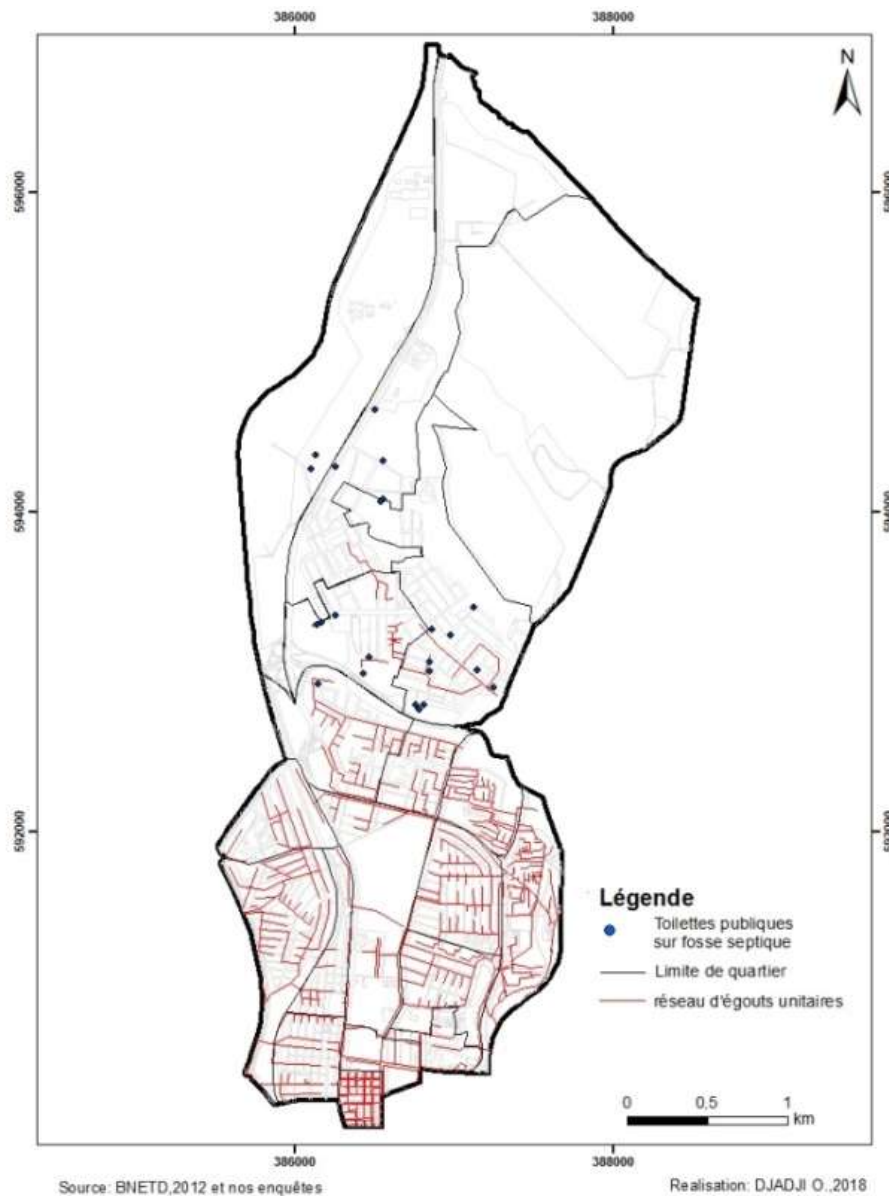 386000 388000
N
596000 596000
594000 594000
592000 592000
Légende
Toilettes publiques
sur fosse septique
Limite de quartier
réseau d'égouts unitaires
0 0,5 1
km
386000 388000
Source: BNETD,2012 et nos enquêtes Realisation: DJADJI O.,2018